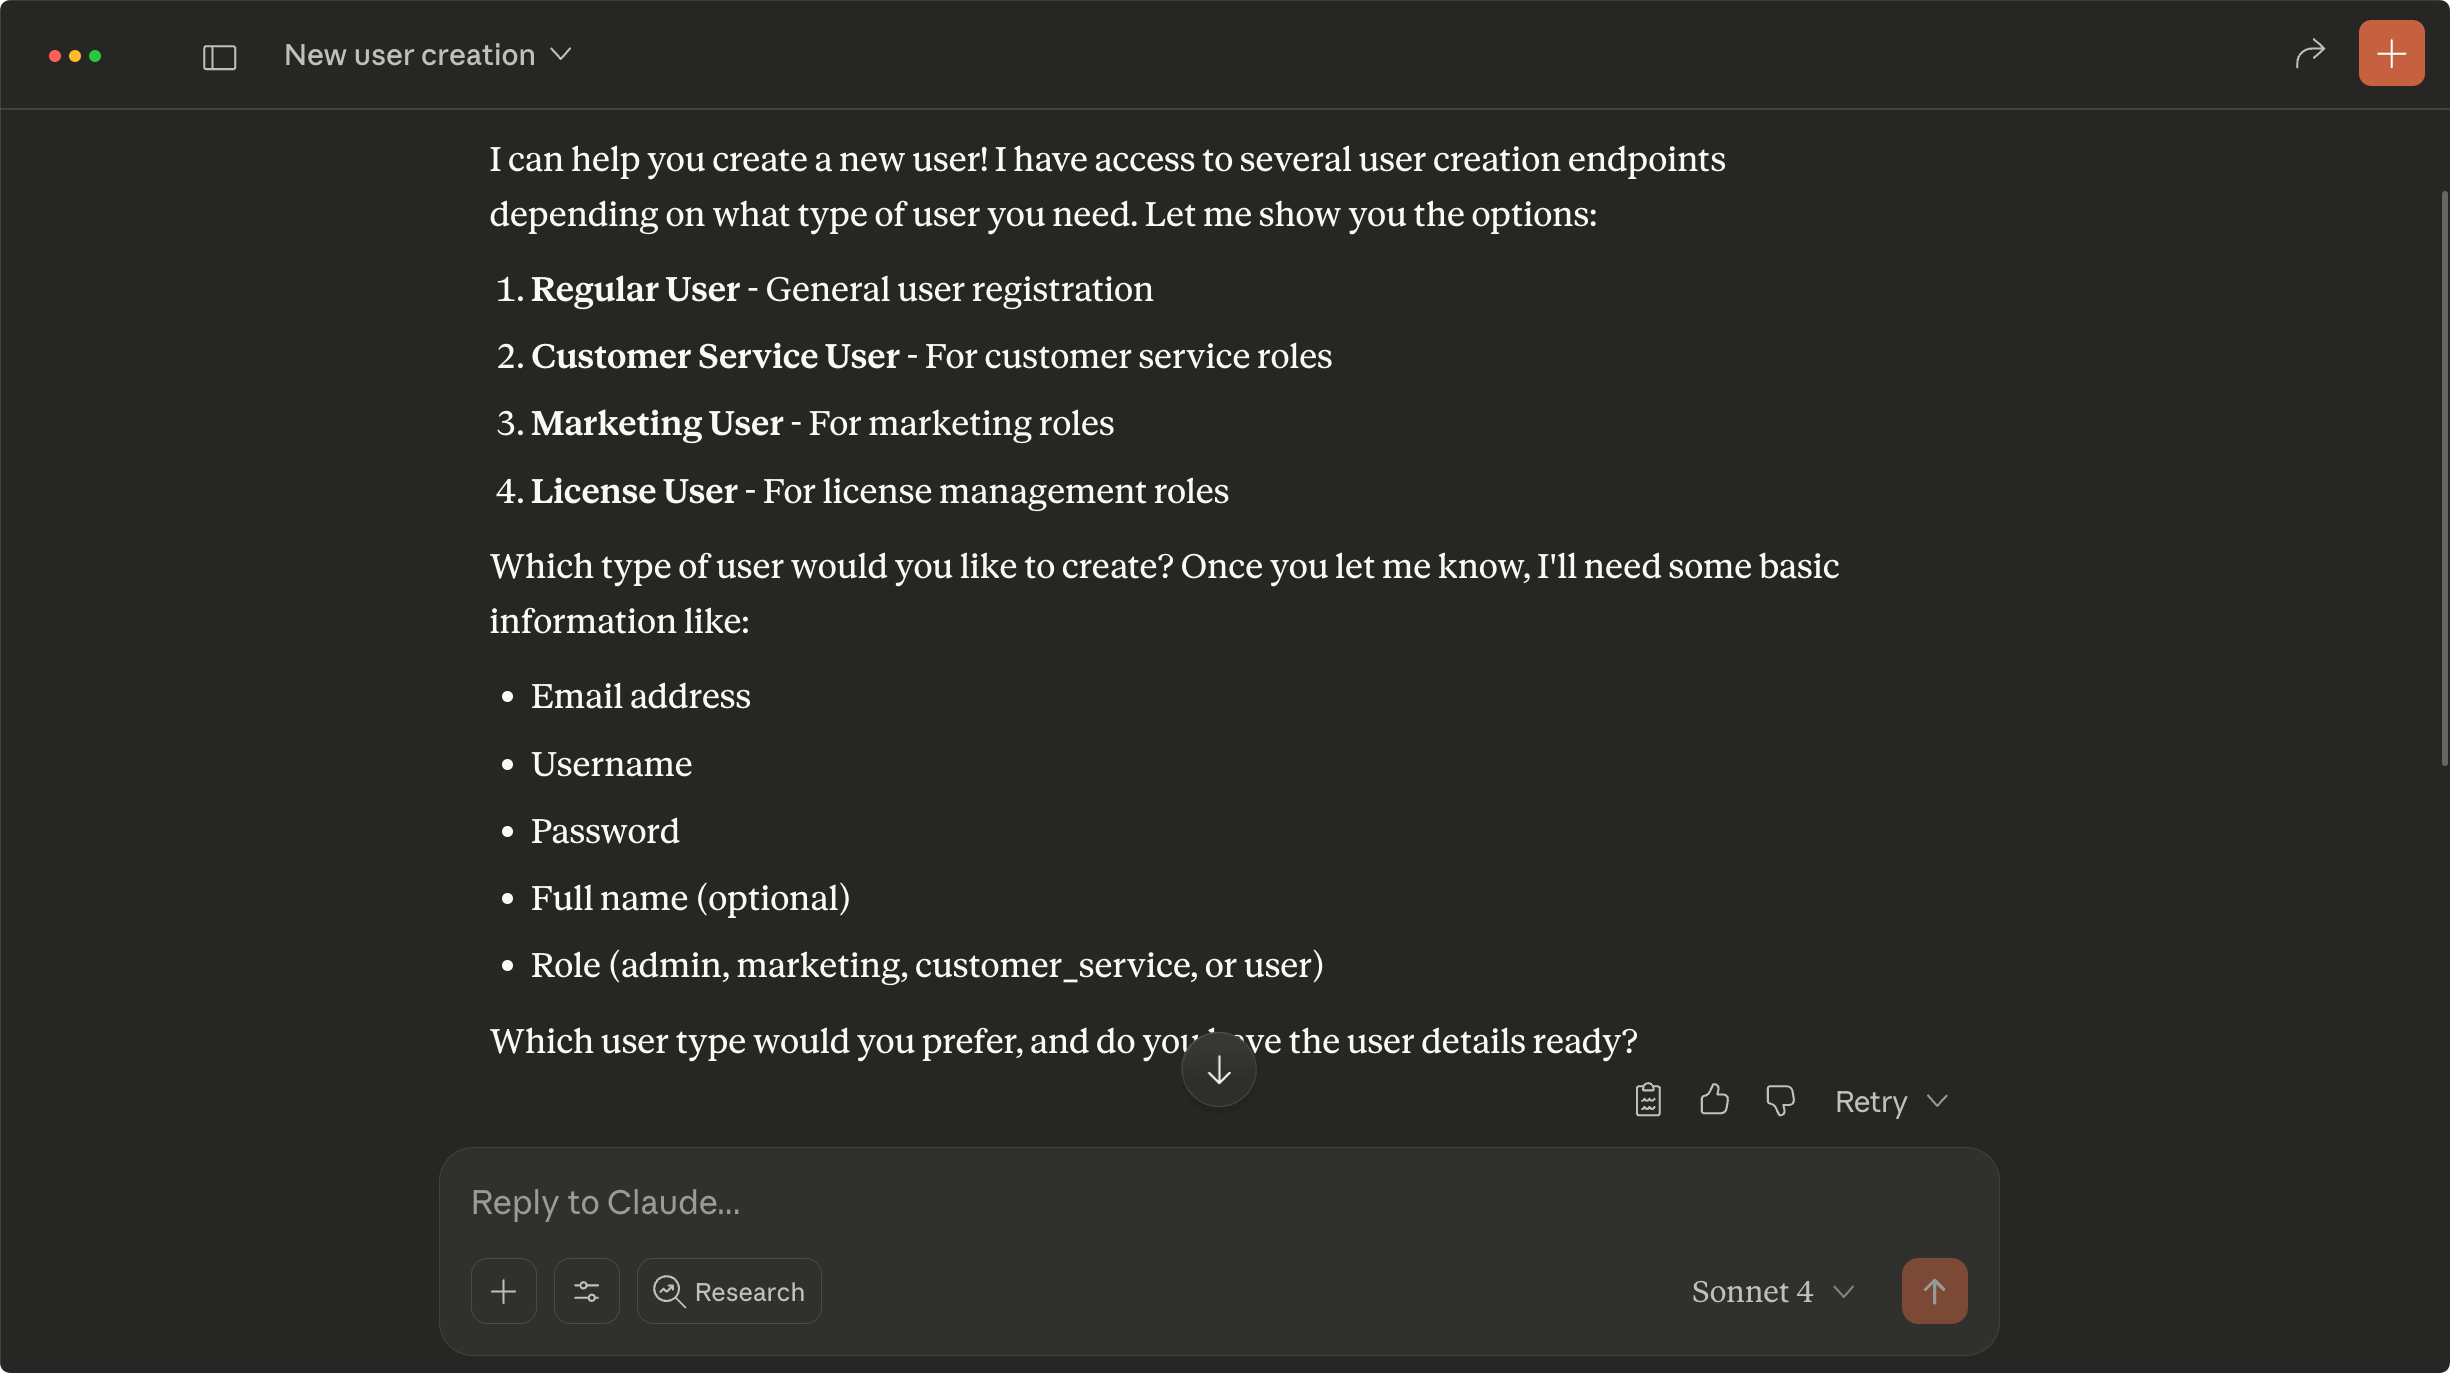 New user creation
I can help you create a new user! I have access to several user creation endpoints
depending on what type of user you need. Let me show you the options:
1. Regular User - General user registration
2. Customer Service User - For customer service roles
3. Marketing User - For marketing roles
4. License User - For license management roles
Which type of user would you like to create? Once you let me know, I'll need some basic
information like:
• Email address
• Username
• Password
• Full name (optional)
• Role (admin, marketing, customer_service, or user)
Which user type would you prefer, and do you have the user details ready?
Retry
Reply to Claude...
Research
Sonnet 4